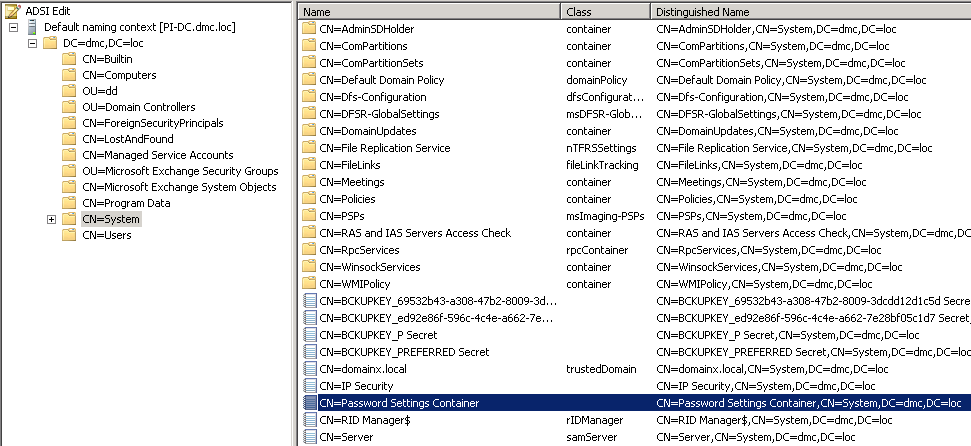 ADSI Edit
Default naming context [PI-DC.dmc.loc]
DC=dmc,DC=loc
CN=Builtin
CN=Computers
OU=dd
OU=Domain Controllers
CN=ForeignSecurityPrincipals
CN=LostAndFound
CN=Managed Service Accounts
OU=Microsoft Exchange Security Groups
CN=Microsoft Exchange System Objects
CN=Program Data
CN=System
CN=Users
Name Class Distinguished Name
CN=AdminSDHolder container CN=AdminSDHolder,CN=System,DC=dmc,DC=loc
CN=ComPartitions container CN=ComPartitions,CN=System,DC=dmc,DC=loc
CN=ComPartitionSets container CN=ComPartitionSets,CN=System,DC=dmc,DC=loc
CN=Default Domain Policy domainPolicy CN=Default Domain Policy,CN=System,DC=dmc,DC=loc
CN=Dfs-Configuration dfsConfigurat... CN=Dfs-Configuration,CN=System,DC=dmc,DC=loc
CN=DFSR-GlobalSettings msDFSR-Glob... CN=DFSR-GlobalSettings,CN=System,DC=dmc,DC=loc
CN=DomainUpdates container CN=DomainUpdates,CN=System,DC=dmc,DC=loc
CN=File Replication Service nTFRSSettings CN=File Replication Service,CN=System,DC=dmc,DC=loc
CN=FileLinks fileLinkTracking CN=FileLinks,CN=System,DC=dmc,DC=loc
CN=Meetings container CN=Meetings,CN=System,DC=dmc,DC=loc
CN=Policies container CN=Policies,CN=System,DC=dmc,DC=loc
CN=PSPs msImaging-PSPs CN=PSPs,CN=System,DC=dmc,DC=loc
CN=RAS and IAS Servers Access Check container CN=RAS and IAS Servers Access Check,CN=System,DC=dmc,DC=loc
CN=RpcServices rpcContainer CN=RpcServices,CN=System,DC=dmc,DC=loc
CN=WinsockServices container CN=WinsockServices,CN=System,DC=dmc,DC=loc
CN=WMIPolicy container CN=WMIPolicy,CN=System,DC=dmc,DC=loc
CN=BCKUPKEY_69532b43-a308-47b2-8009-3d... CN=BCKUPKEY_69532b43-a308-47b2-8009-3dcdd12d1c5d Secre
CN=BCKUPKEY_ed92e86f-596c-4c4e-a662-7e... CN=BCKUPKEY_ed92e86f-596c-4c4e-a662-7e28bf05c1d7 Secre
CN=BCKUPKEY_P Secret CN=BCKUPKEY_P Secret,CN=System,DC=dmc,DC=loc
CN=BCKUPKEY_PREFERRED Secret CN=BCKUPKEY_PREFERRED Secret,CN=System,DC=dmc,DC=loc
CN=domainx.local trustedDomain CN=domainx.local,CN=System,DC=dmc,DC=loc
CN=IP Security CN=IP Security,CN=System,DC=dmc,DC=loc
CN=Password Settings Container CN=Password Settings Container,CN=System,DC=dmc,DC=loc
CN=RID Manager$ rIDManager CN=RID Manager$,CN=System,DC=dmc,DC=loc
CN=Server samServer CN=Server,CN=System,DC=dmc,DC=loc